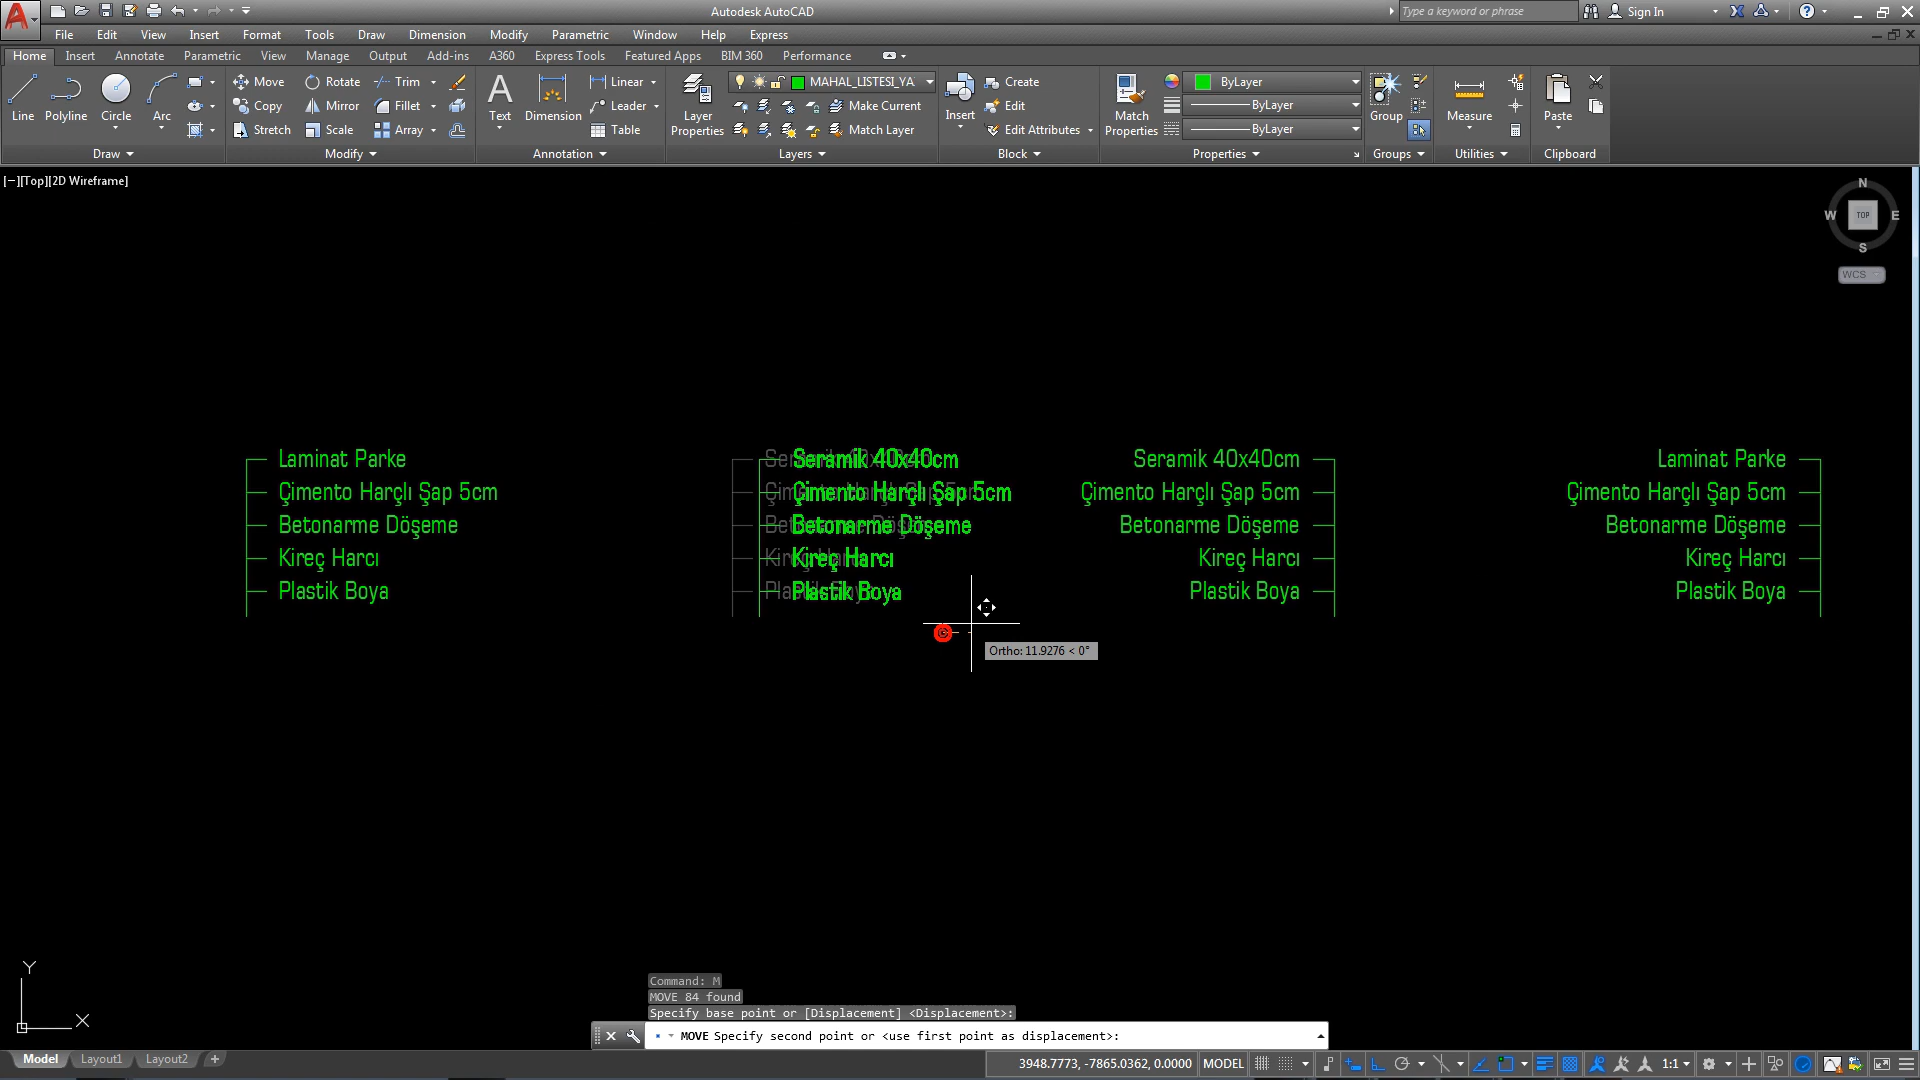 Autodesk AutoCAD
Type a keyword or phrase
Sign In
File Edit View Insert Format Tools Draw Dimension Modify Parametric Window Help Express
Home Insert Annotate Parametric View Manage Output Add-ins A360 Express Tools Featured Apps BIM 360 Performance
Line Polyline Circle Arc
Draw
Move Rotate Trim
Copy Mirror Fillet
Stretch Scale Array
Modify
Text Dimension
Linear
Leader
Table
Annotation
Layer Properties
MAHAL_LISTESI_YA
Make Current
Match Layer
Layers
Insert
Create
Edit
Edit Attributes
Block
Match Properties
ByLayer
ByLayer
ByLayer
Properties
Group
Groups
Measure
Utilities
Paste
Clipboard
[−][Top][2D Wireframe]
N
W TOP E
S
WCS
Laminat Parke
Çimento Harçlı Şap 5cm
Betonarme Döşeme
Kireç Harcı
Plastik Boya
Seramik 40x40cm
Çimento Harçlı Şap 5cm
Betonarme Döşeme
Kireç Harcı
Plastik Boya
Seramik 40x40cm
Çimento Harçlı Şap 5cm
Betonarme Döşeme
Kireç Harcı
Plastik Boya
Laminat Parke
Çimento Harçlı Şap 5cm
Betonarme Döşeme
Kireç Harcı
Plastik Boya
Ortho: 11.9276 < 0°
Y
X
Command: M
MOVE 84 found
Specify base point or [Displacement] <Displacement>:
MOVE Specify second point or <use first point as displacement>:
Model Layout1 Layout2 +
3948.7773, -7865.0362, 0.0000 MODEL 1:1